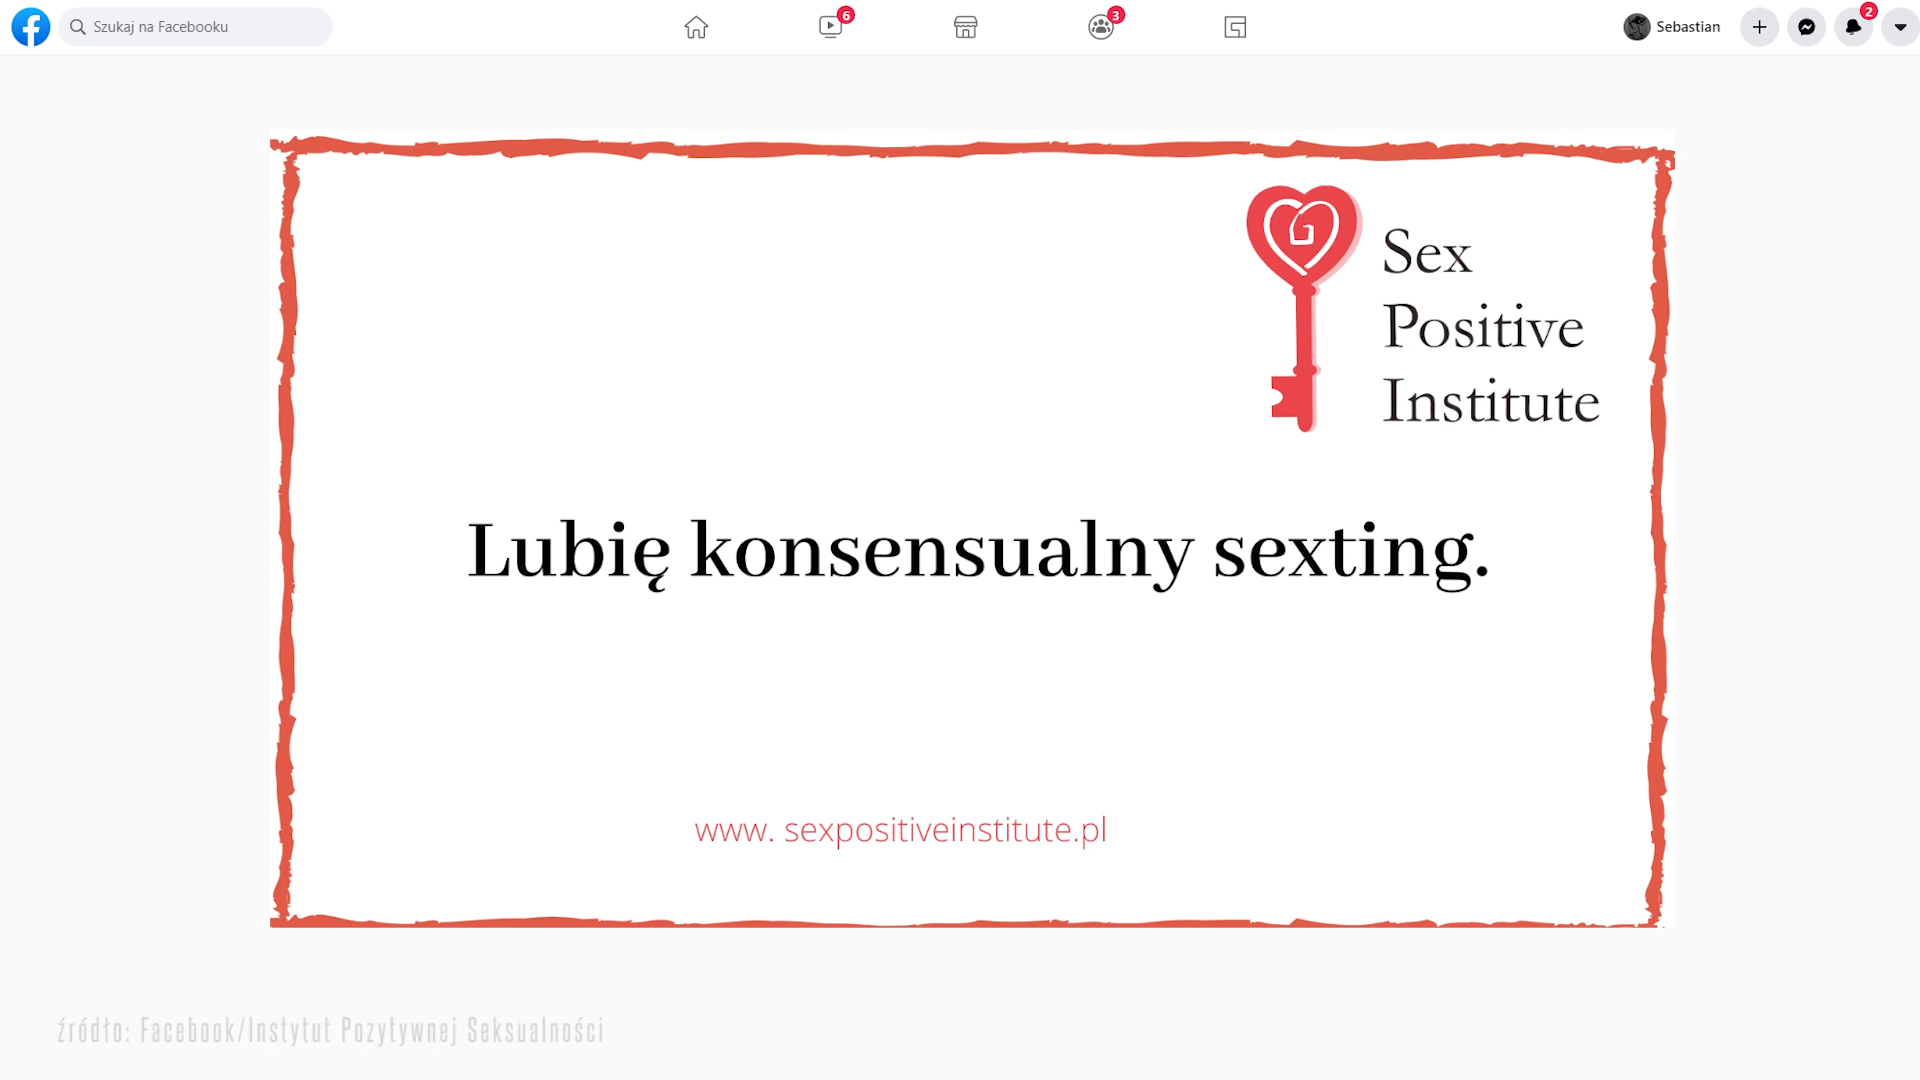 Szukaj na Facebooku
6
3
Sebastian
2
Sex
Positive
Institute
Lubię konsensualny sexting.
www. sexpositiveinstitute.pl
źródło: Facebook/Instytut Pozytywnej Seksualności